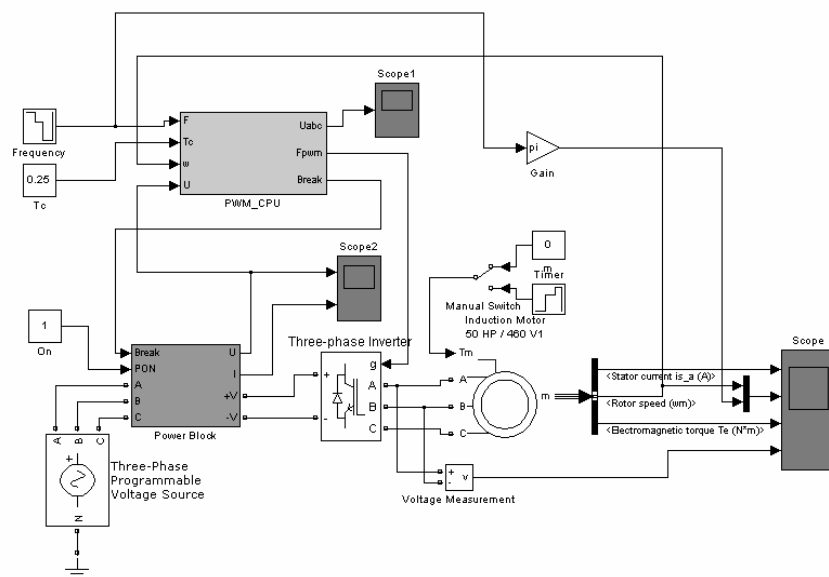 Scope1
F
Tc
w
U
Uabc
Fpwm
Break
PWM_CPU
Frequency
0.25
Tc
pi
Gain
Scope2
0
m
Timer
Manual Switch
Induction Motor
50 HP / 460 V1
1
On
Break
PON
A
B
C
U
I
+V
-V
Power Block
Three-phase Inverter
+
-
g
A
B
C
Tm
A
B
C
m
<Stator current is_a (A)>
<Rotor speed (wm)>
<Electromagnetic torque Te (N*m)>
Scope
+
-
v
Voltage Measurement
A
B
C
+
N
Three-Phase
Programmable
Voltage Source